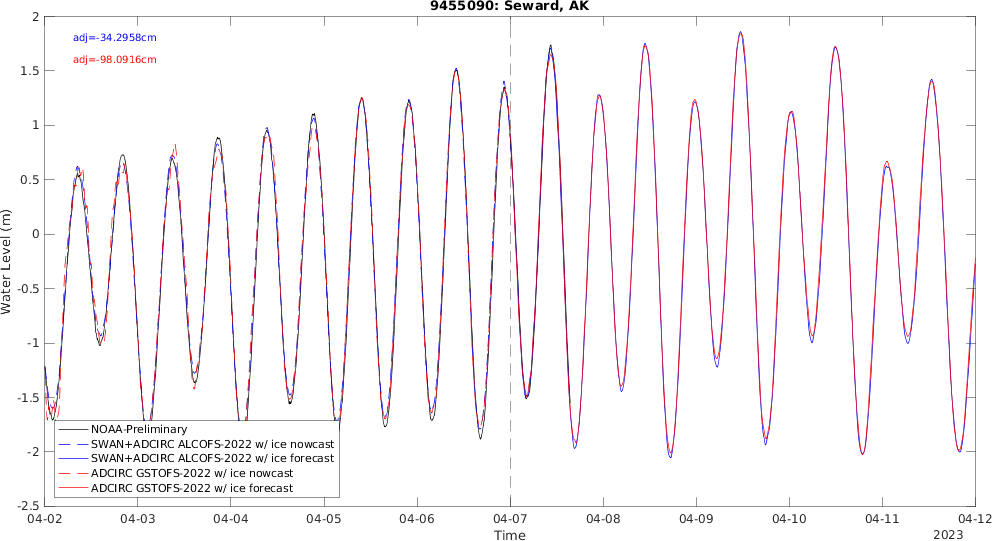 9455090: Seward, AK
adj=-34.2958cm
adj=-98.0916cm
Water Level (m)
2
1.5
1
0.5
0
-0.5
-1
-1.5
-2
-2.5
NOAA-Preliminary
SWAN+ADCIRC ALCOFS-2022 w/ ice nowcast
SWAN+ADCIRC ALCOFS-2022 w/ ice forecast
ADCIRC GSTOFS-2022 w/ ice nowcast
ADCIRC GSTOFS-2022 w/ ice forecast
04-02 04-03 04-04 04-05 04-06 04-07 04-08 04-09 04-10 04-11 04-12
Time
2023